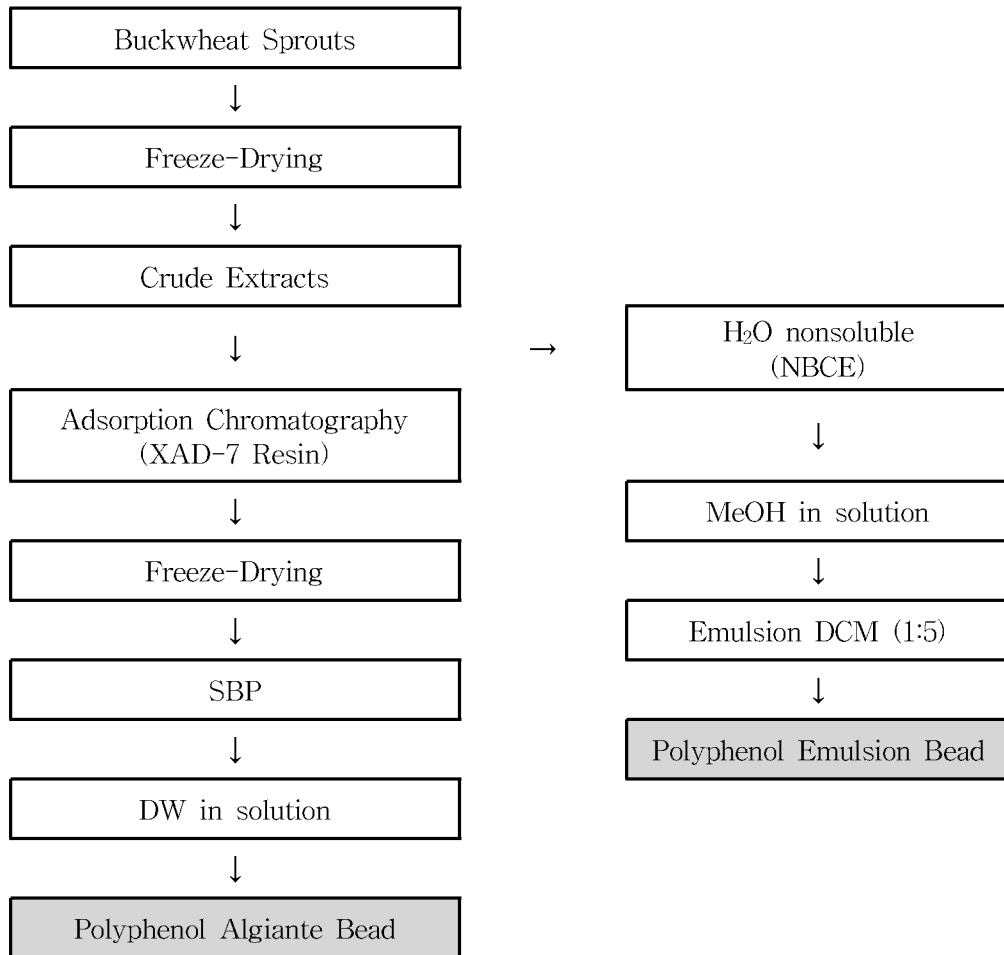 Buckwheat Sprouts
↓
Freeze-Drying
↓
Crude Extracts
↓
Adsorption Chromatography
(XAD-7 Resin)
↓
Freeze-Drying
↓
SBP
↓
DW in solution
↓
Polyphenol Algiante Bead
→
H₂O nonsoluble
(NBCE)
↓
MeOH in solution
↓
Emulsion DCM (1:5)
↓
Polyphenol Emulsion Bead